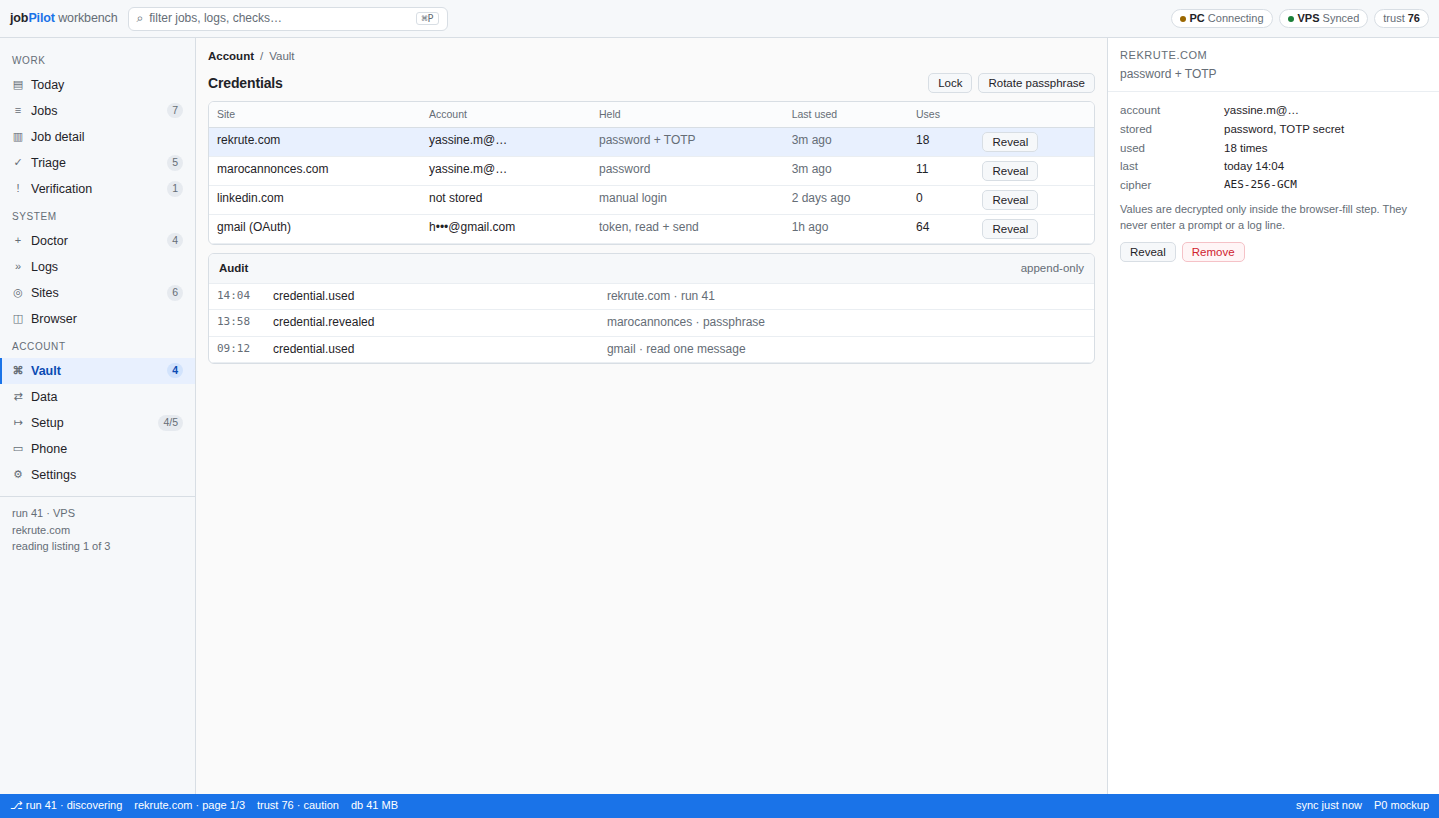 jobPilot workbench
filter jobs, logs, checks…
⌘P
PC Connecting
VPS Synced
trust 76
WORK
Today
Jobs 7
Job detail
Triage 5
Verification 1
SYSTEM
Doctor 4
Logs
Sites 6
Browser
ACCOUNT
Vault 4
Data
Setup 4/5
Phone
Settings
run 41 · VPS
rekrute.com
reading listing 1 of 3
Account / Vault
Credentials
Lock
Rotate passphrase
Site Account Held Last used Uses
rekrute.com yassine.m@… password + TOTP 3m ago 18 Reveal
marocannonces.com yassine.m@… password 3m ago 11 Reveal
linkedin.com not stored manual login 2 days ago 0 Reveal
gmail (OAuth) h•••@gmail.com token, read + send 1h ago 64 Reveal
Audit append-only
14:04 credential.used rekrute.com · run 41
13:58 credential.revealed marocannonces · passphrase
09:12 credential.used gmail · read one message
REKRUTE.COM
password + TOTP
account yassine.m@…
stored password, TOTP secret
used 18 times
last today 14:04
cipher AES-256-GCM
Values are decrypted only inside the browser-fill step. They
never enter a prompt or a log line.
Reveal
Remove
run 41 · discovering rekrute.com · page 1/3 trust 76 · caution db 41 MB
sync just now P0 mockup